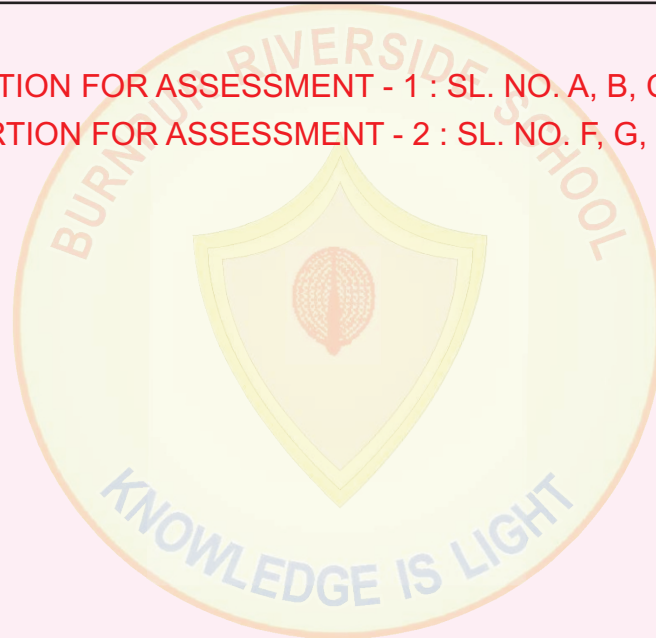 TION FOR ASSESSMENT - 1 : SL. NO. A, B, C
RTION FOR ASSESSMENT - 2 : SL. NO. F, G,
BURNPUR RIVERSIDE SCHOOL
KNOWLEDGE IS LIGHT